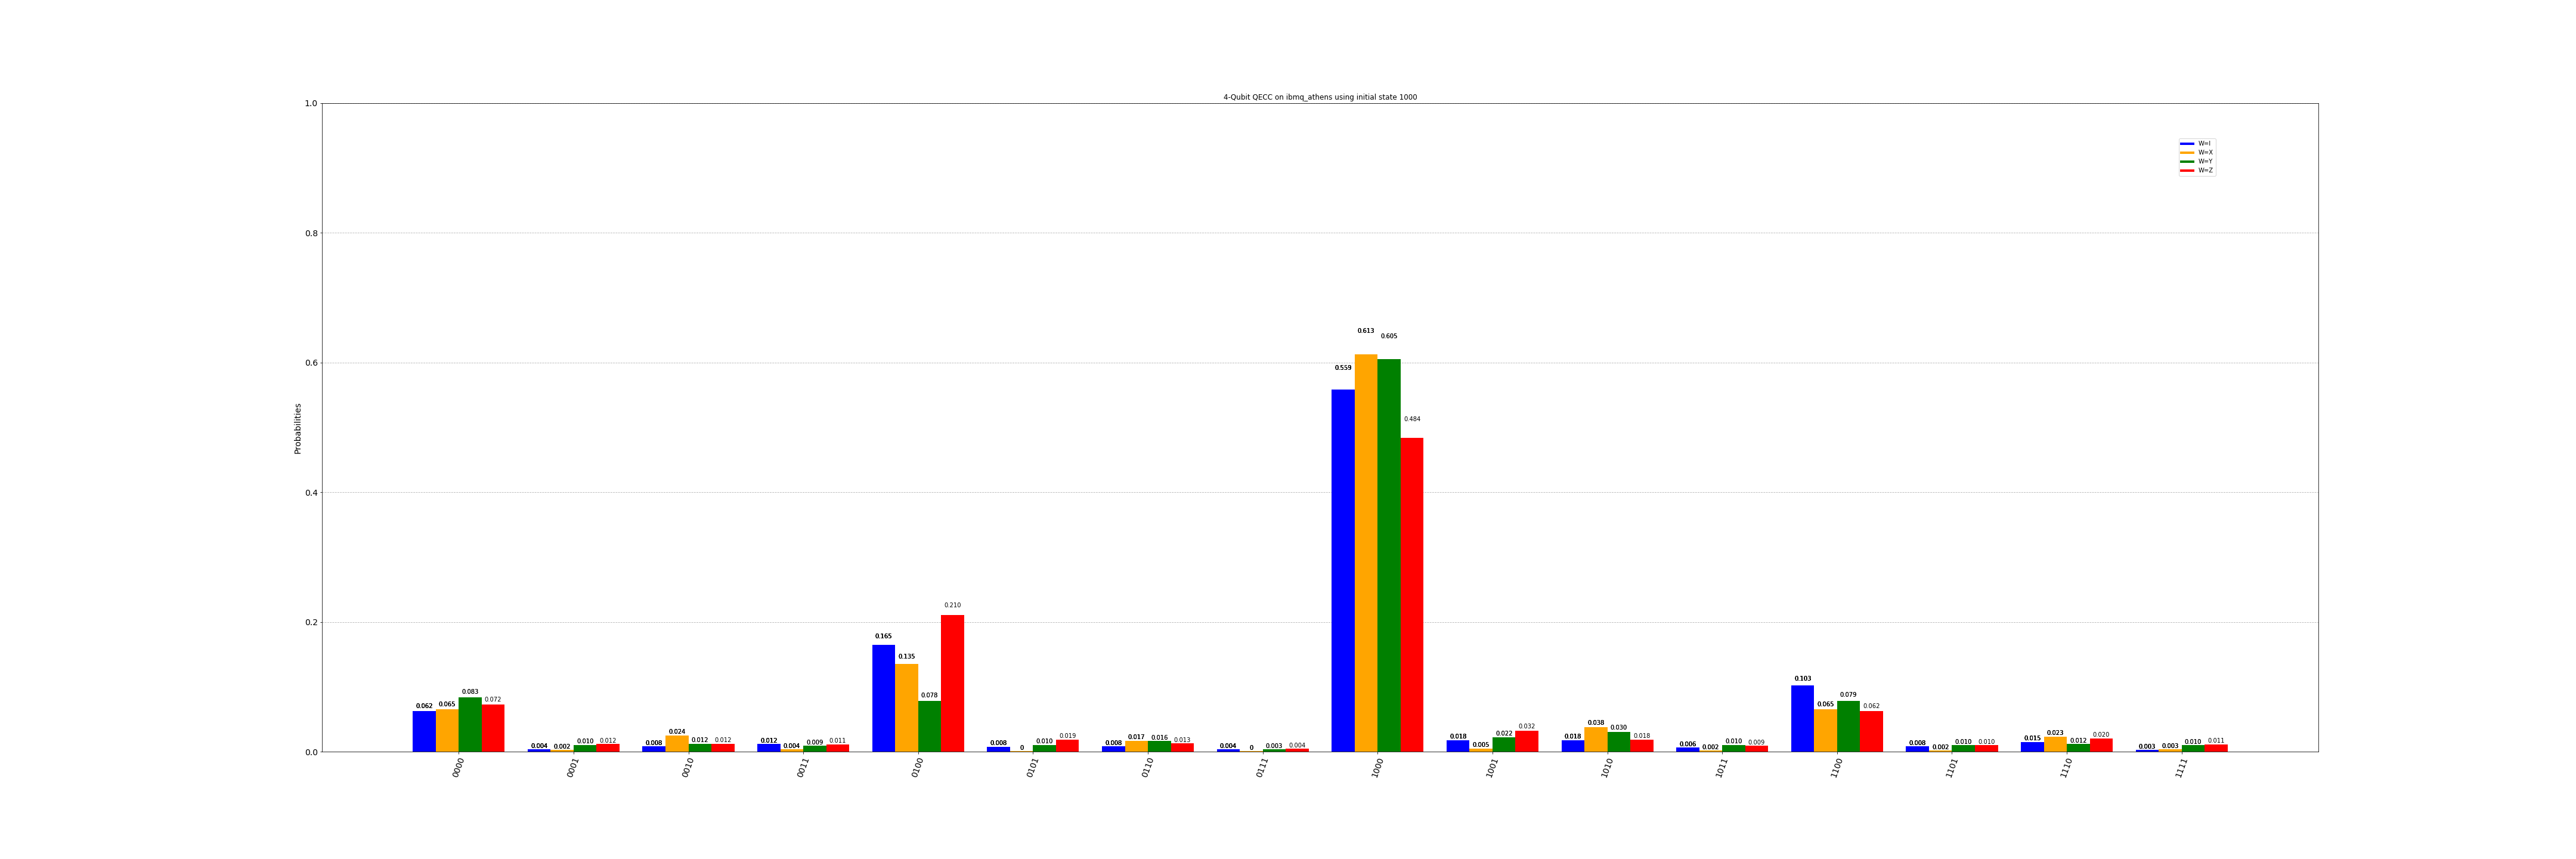 4-Qubit QECC on ibmq_athens using initial state 1000
1.0
0.8
0.6
0.4
0.2
0.0
Probabilities
W=I
W=X
W=Y
W=Z
0.062 0.065 0.083 0.072
0.004 0.002 0.010 0.012
0.008 0.024 0.012 0.012
0.012 0.004 0.009 0.011
0.165 0.135 0.078 0.210
0.008 0 0.010 0.019
0.008 0.017 0.016 0.013
0.004 0 0.003 0.004
0.559 0.613 0.605 0.484
0.018 0.005 0.022 0.032
0.018 0.038 0.030 0.018
0.006 0.002 0.010 0.009
0.103 0.065 0.079 0.062
0.008 0.002 0.010 0.010
0.015 0.023 0.012 0.020
0.003 0.003 0.010 0.011
0000 0001 0010 0011 0100 0101 0110 0111 1000 1001 1010 1011 1100 1101 1110 1111